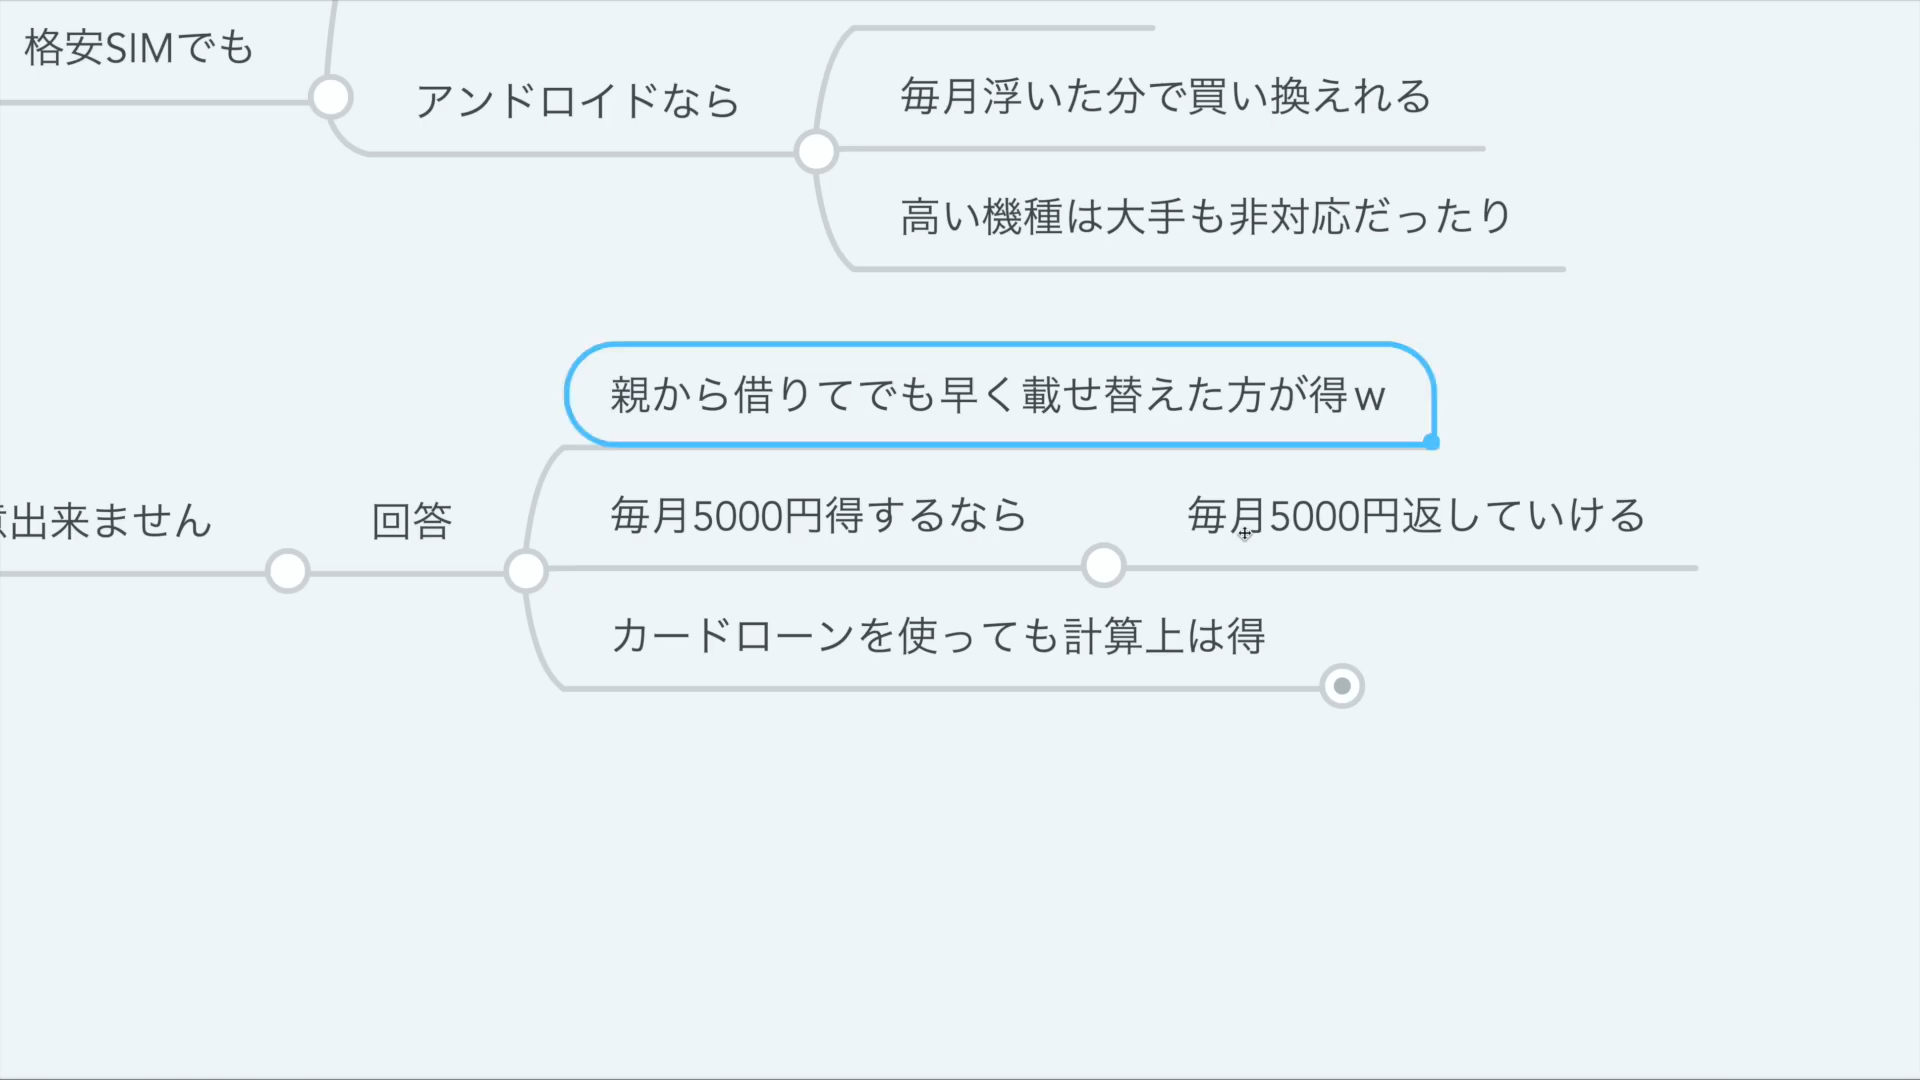 格安SIMでも
アンドロイドなら
毎月浮いた分で買い換えれる
高い機種は大手も非対応だったり
親から借りてでも早く載せ替えた方が得w
出来ません
回答
毎月5000円得するなら
毎月5000円返していける
カードローンを使っても計算上は得